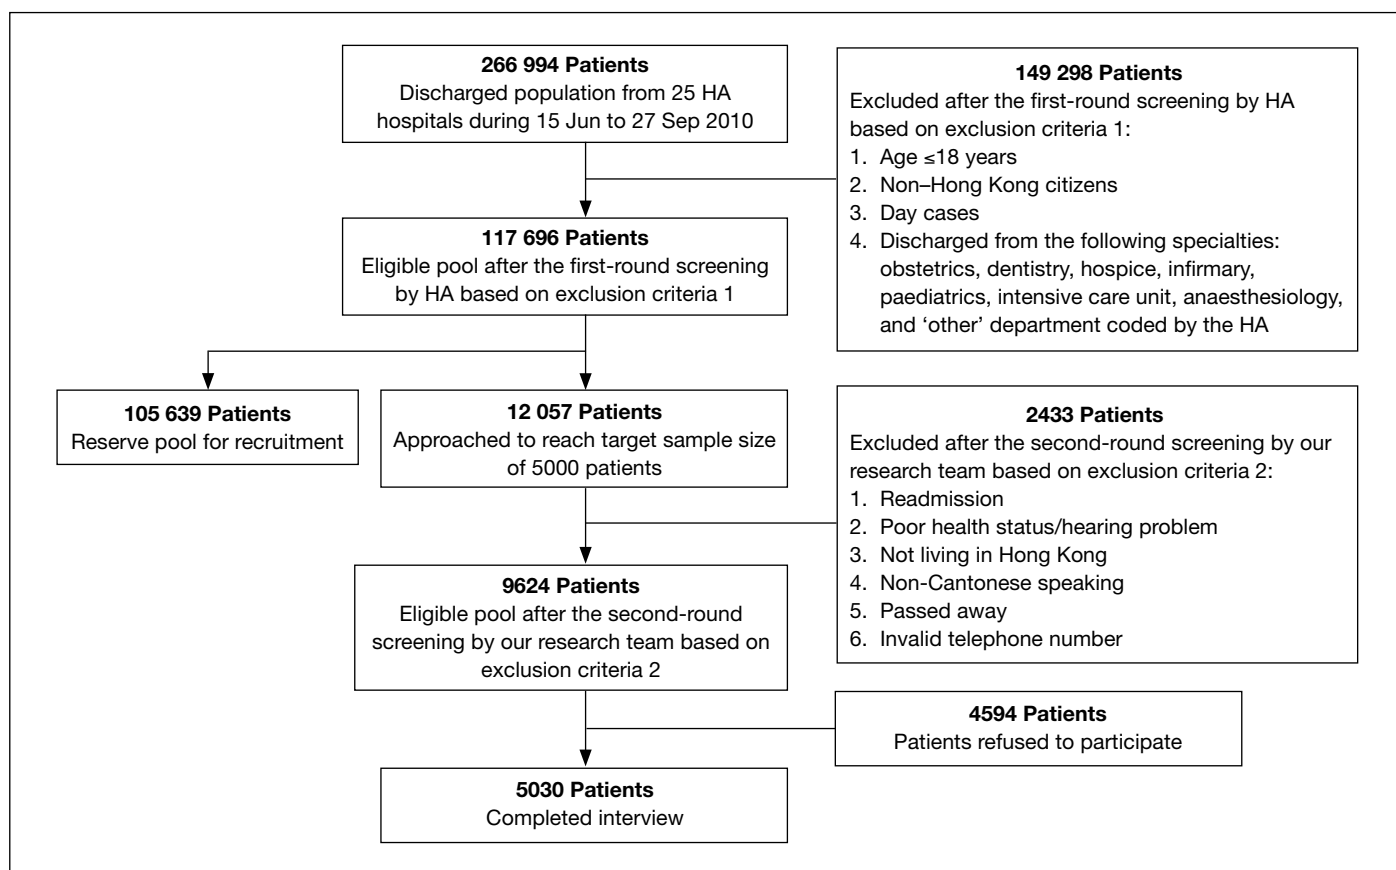 266 994 Patients
Discharged population from 25 HA
hospitals during 15 Jun to 27 Sep 2010
149 298 Patients
Excluded after the first-round screening by HA
based on exclusion criteria 1:
1. Age ≤18 years
2. Non–Hong Kong citizens
3. Day cases
4. Discharged from the following specialties:
obstetrics, dentistry, hospice, infirmary,
paediatrics, intensive care unit, anaesthesiology,
and ‘other’ department coded by the HA
117 696 Patients
Eligible pool after the first-round screening
by HA based on exclusion criteria 1
105 639 Patients
Reserve pool for recruitment
12 057 Patients
Approached to reach target sample size
of 5000 patients
2433 Patients
Excluded after the second-round screening by our
research team based on exclusion criteria 2:
1. Readmission
2. Poor health status/hearing problem
3. Not living in Hong Kong
4. Non-Cantonese speaking
5. Passed away
6. Invalid telephone number
9624 Patients
Eligible pool after the second-round
screening by our research team based on
exclusion criteria 2
4594 Patients
Patients refused to participate
5030 Patients
Completed interview